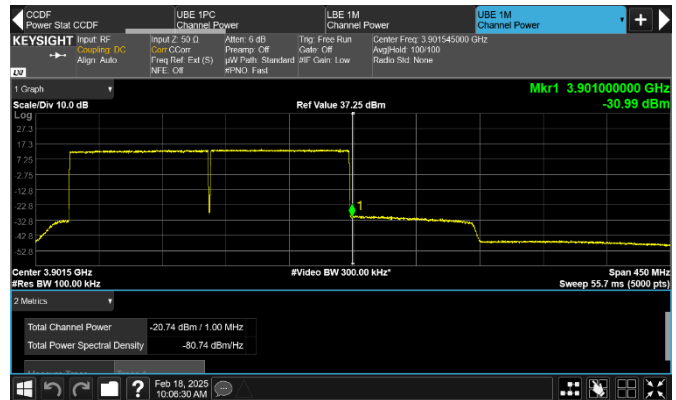 CCDF
Power Stat CCDF
UBE 1PC
Channel Power
LBE 1M
Channel Power
UBE 1M
Channel Power
KEYSIGHT
Input: RF
Coupling: DC
Align: Auto
Input Z: 50 Ω
Corr CCorr
Freq Ref: Ext (S)
NFE: Off
Atten: 6 dB
Preamp: Off
µW Path: Standard
#PNO: Fast
Trig: Free Run
Gate: Off
#IF Gain: Low
Center Freq: 3.901545000 GHz
Avg|Hold: 100/100
Radio Std: None
LXI
1 Graph
Scale/Div 10.0 dB
Ref Value 37.25 dBm
Mkr1 3.901000000 GHz
-30.99 dBm
Log
27.3
17.3
7.25
-2.75
-12.8
-22.8
-32.8
-42.8
-52.8
1
Center 3.9015 GHz
#Video BW 300.00 kHz*
Span 450 MHz
#Res BW 100.00 kHz
Sweep 55.7 ms (5000 pts)
2 Metrics
Total Channel Power
-20.74 dBm / 1.00 MHz
Total Power Spectral Density
-80.74 dBm/Hz
?
Feb 18, 2025
10:06:30 AM